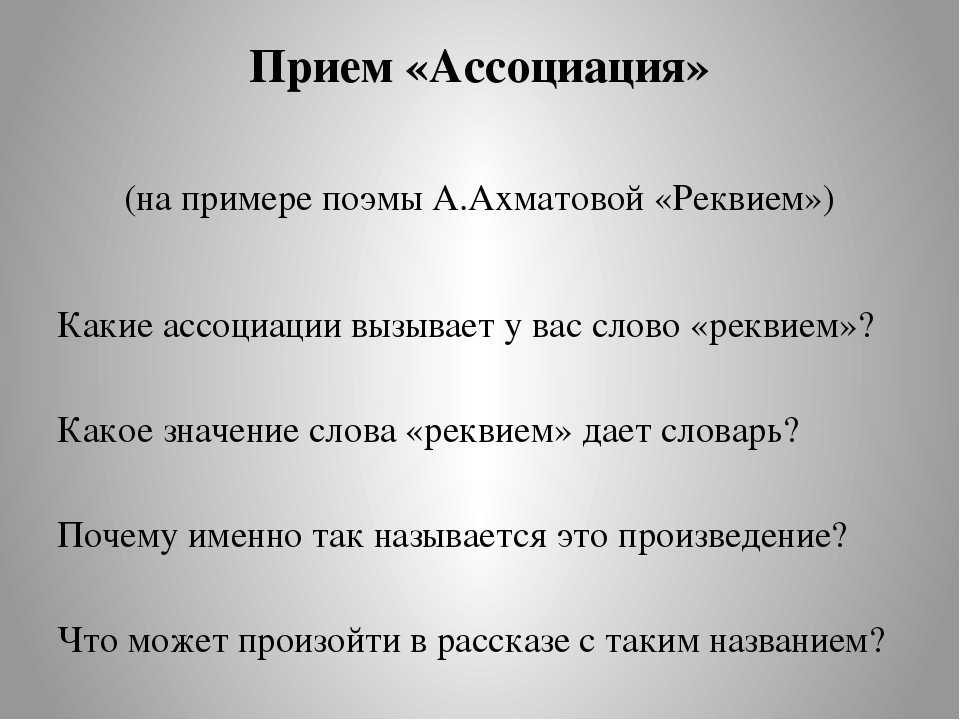 Прием «Ассоциация»
(на примере поэмы А.Ахматовой «Реквием»)
Какие ассоциации вызывает у вас слово «реквием»?
Какое значение слова «реквием» дает словарь?
Почему именно так называется это произведение?
Что может произойти в рассказе с таким названием?